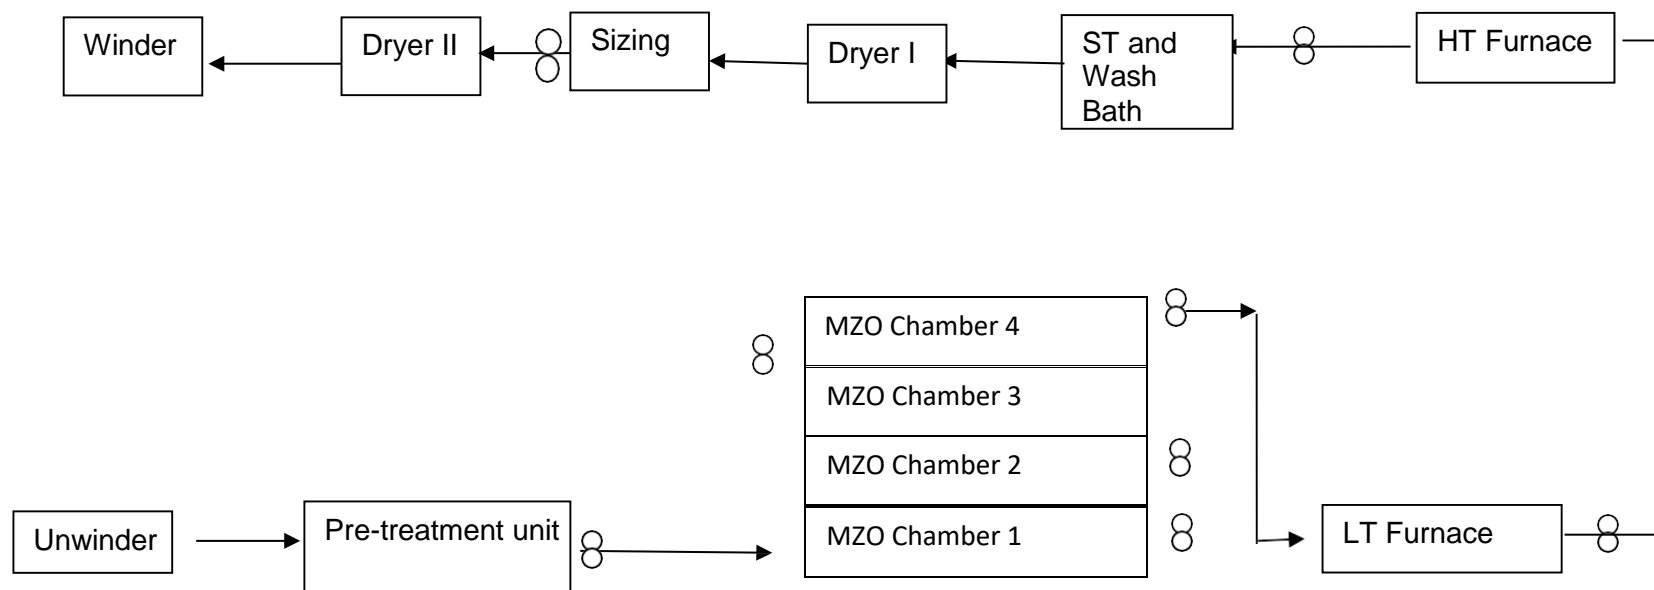 Winder
Dryer II
Sizing
Dryer I
ST and
Wash
Bath
HT Furnace
MZO Chamber 4
MZO Chamber 3
MZO Chamber 2
MZO Chamber 1
Unwinder
Pre-treatment unit
LT Furnace